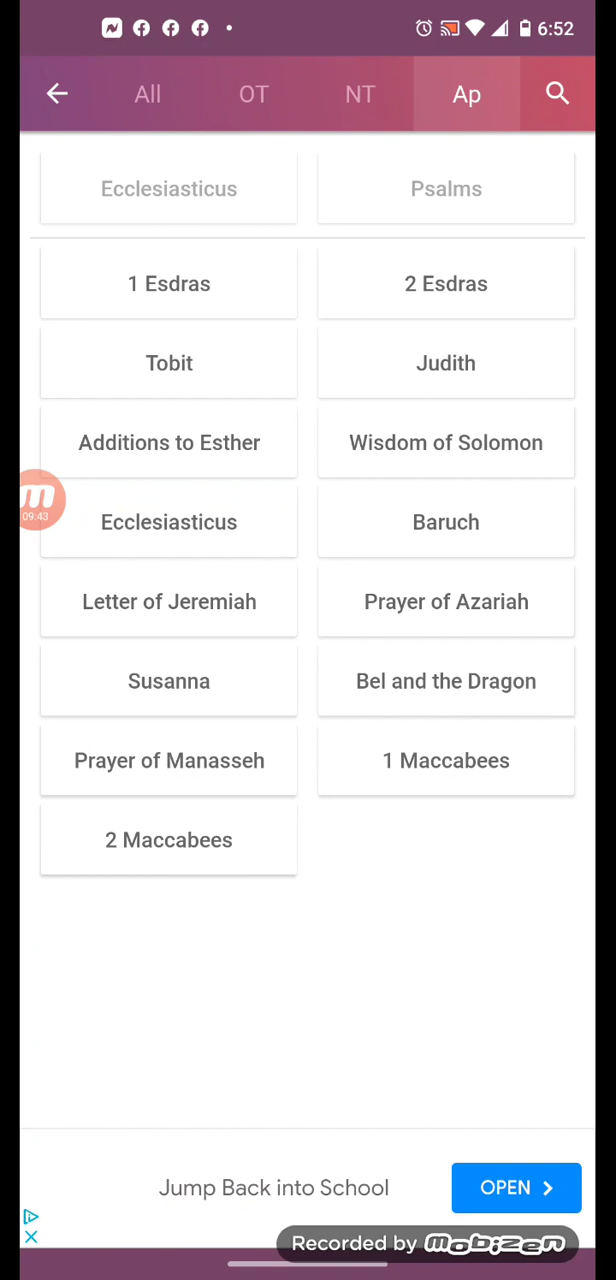 6:52
All OT NT Ap
Ecclesiasticus Psalms
1 Esdras 2 Esdras
Tobit Judith
Additions to Esther Wisdom of Solomon
09:43
Ecclesiasticus Baruch
Letter of Jeremiah Prayer of Azariah
Susanna Bel and the Dragon
Prayer of Manasseh 1 Maccabees
2 Maccabees
Jump Back into School OPEN
Recorded by mobizen